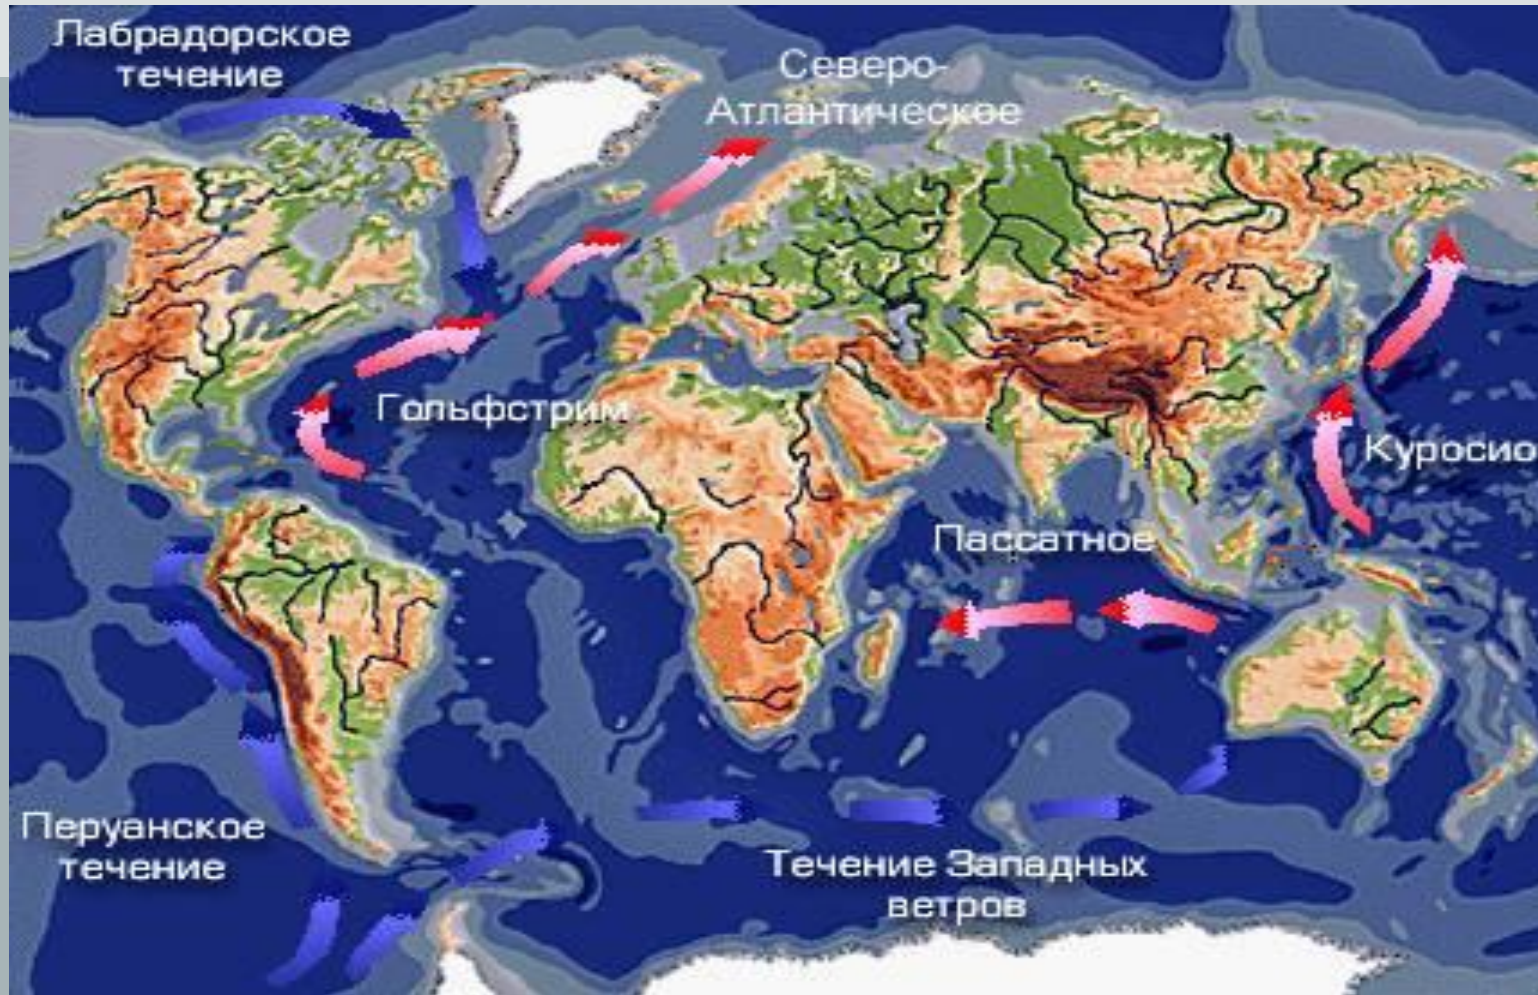 Лабрадорское
течение
Северо-
Атлантическое
Гольфстрим
Куросио
Пассатное
Перуанское
течение
Течение Западных
ветров